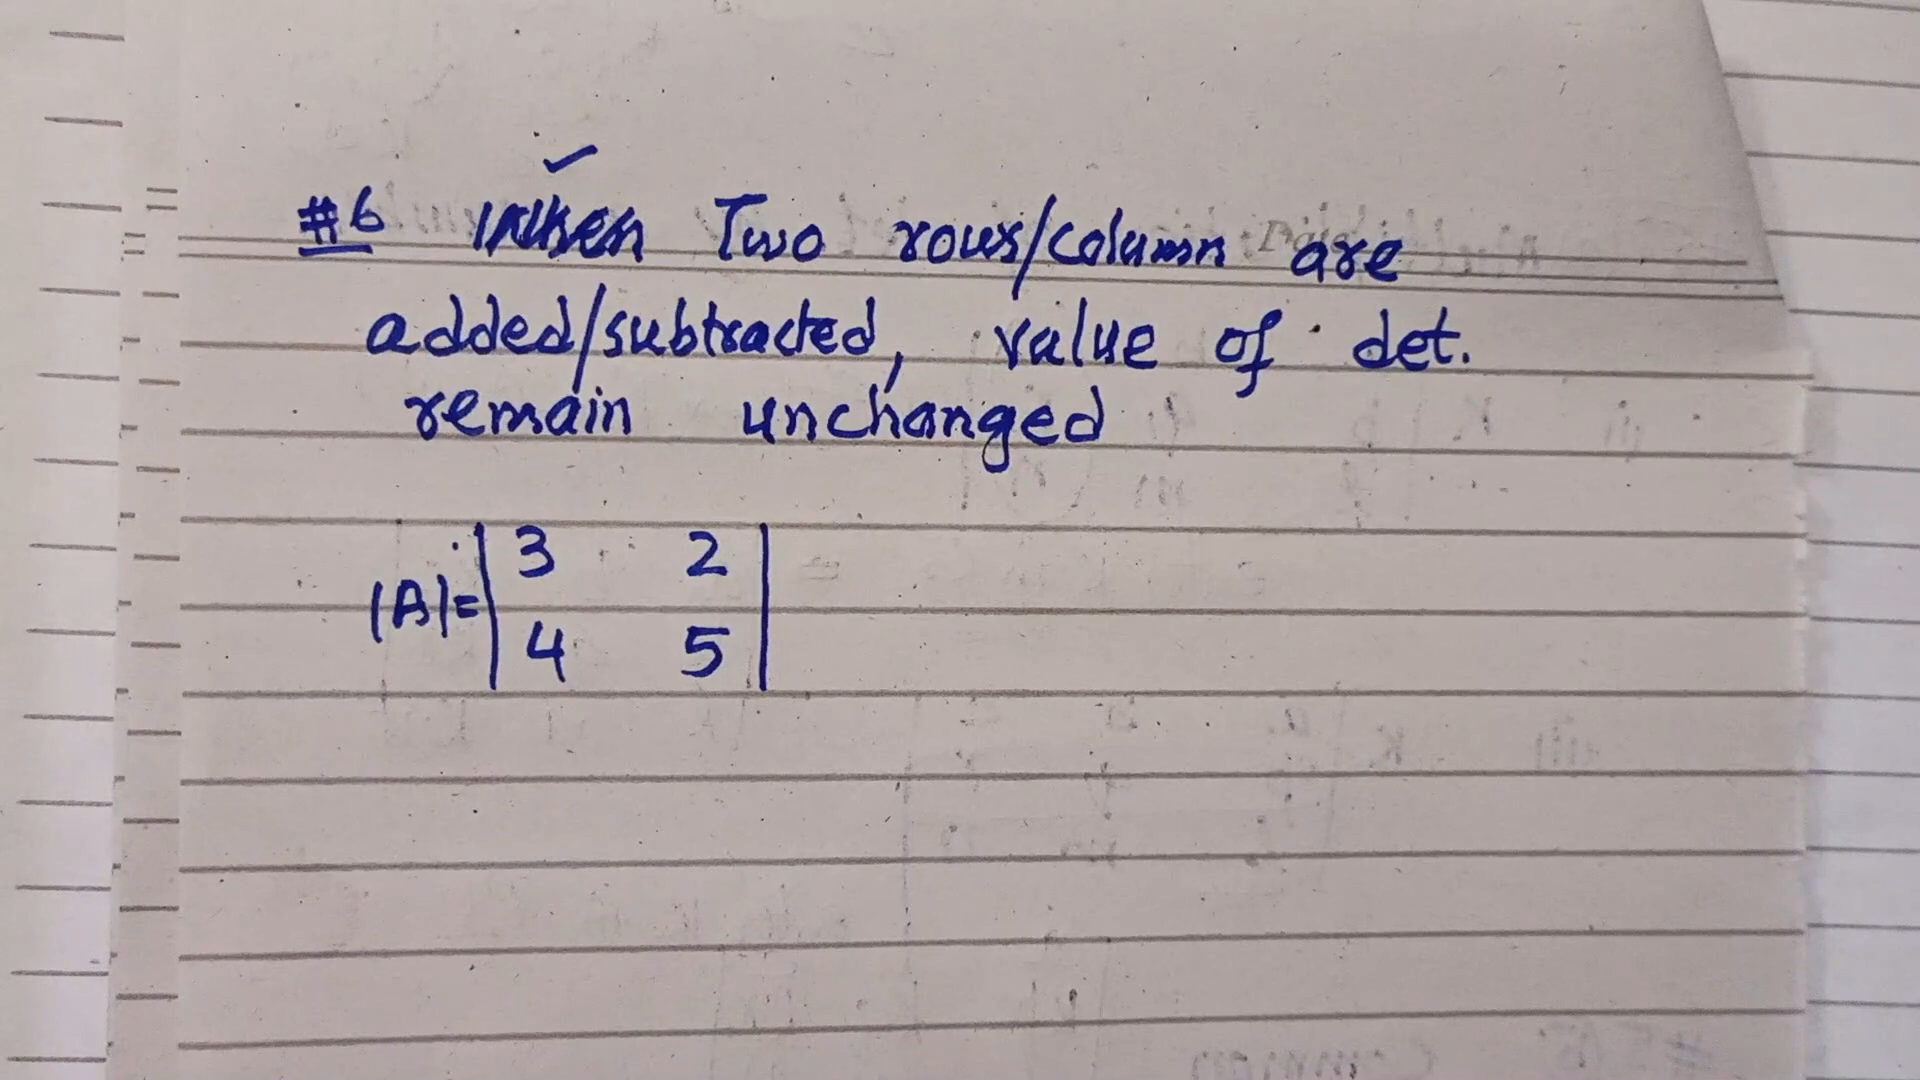 #6 When Two rows/column are
added/subtracted, value of det.
remain unchanged
|A|= | 3 2 |
| 4 5 |